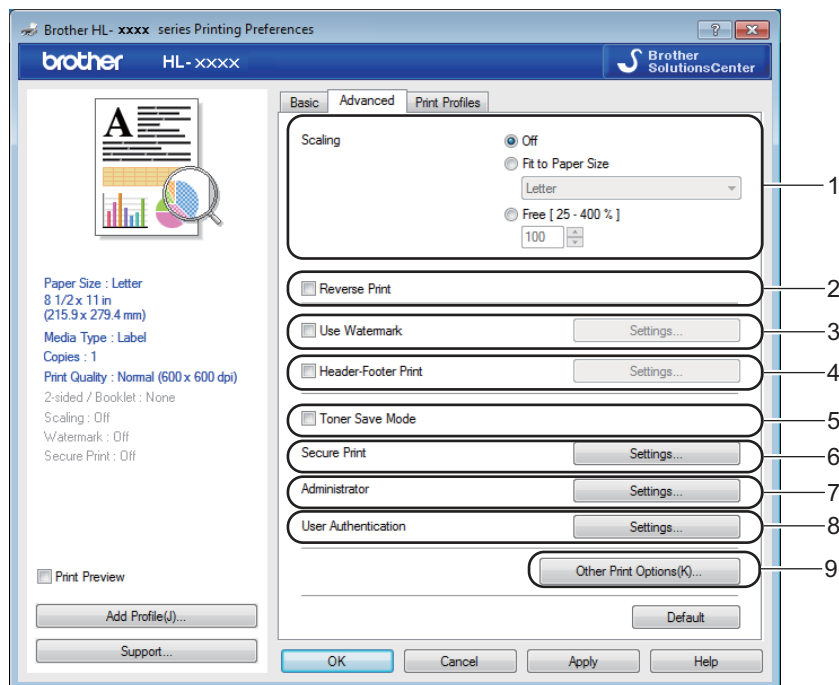 Brother HL- xxxx series Printing Preferences
brother HL-xxxx
Brother
SolutionsCenter
Basic Advanced Print Profiles
A
Scaling
Off
Fit to Paper Size
Letter
Free [ 25 - 400 % ]
100
1
Paper Size : Letter
8 1/2 x 11 in
(215.9 x 279.4 mm)
Media Type : Label
Copies : 1
Print Quality : Normal (600 x 600 dpi)
2-sided / Booklet : None
Scaling : Off
Watermark : Off
Secure Print : Off
Reverse Print
2
Use Watermark Settings...
3
Header-Footer Print Settings...
4
Toner Save Mode
5
Secure Print Settings...
6
Administrator Settings...
7
User Authentication Settings...
8
Other Print Options(K)...
9
Print Preview
Add Profile(J)...
Support...
Default
OK Cancel Apply Help